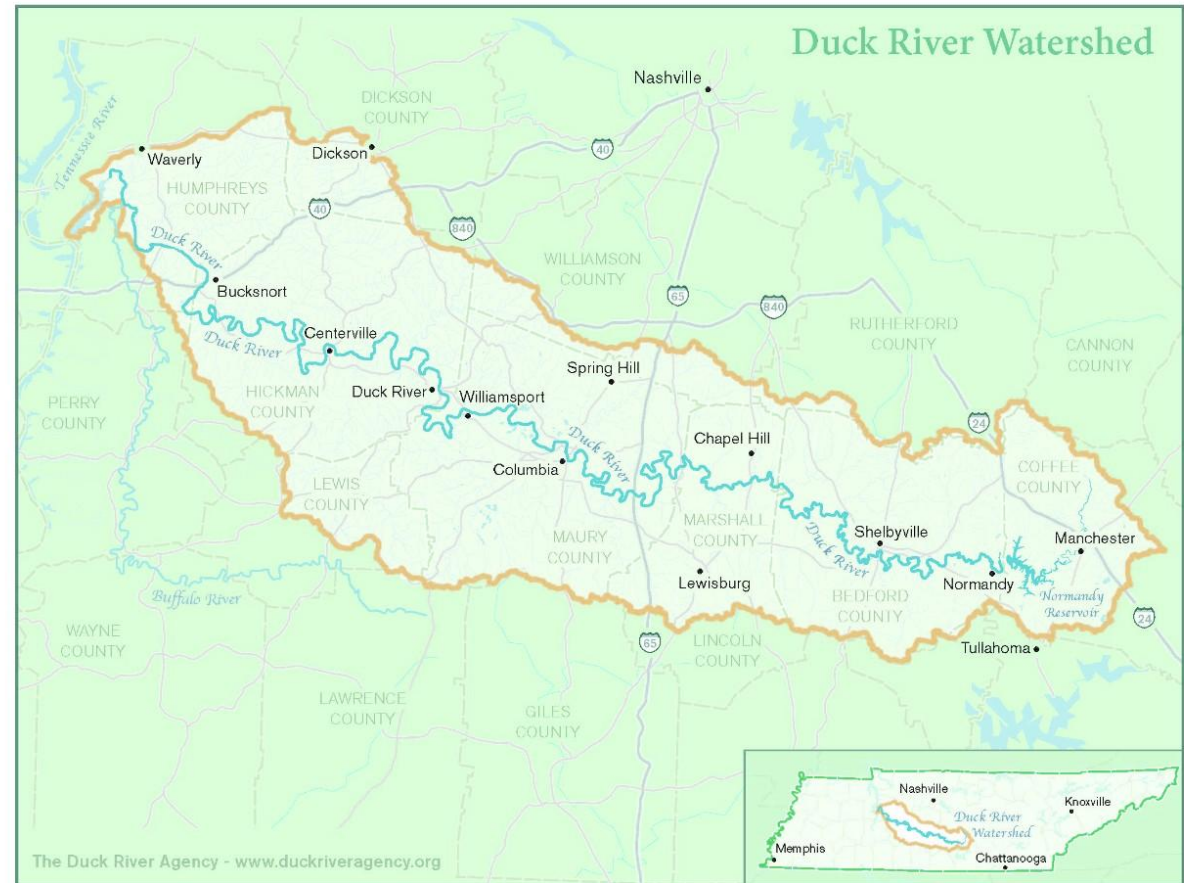 Duck River Watershed
Nashville
DICKSON
COUNTY
40
Tennessee River
Waverly
Dickson
HUMPHREYS
COUNTY
40
840
Duck River
WILLIAMSON
COUNTY
Bucksnort
65
840
RUTHERFORD
COUNTY
CANNON
COUNTY
Centerville
Duck River
Spring Hill
HICKMAN
COUNTY
Duck River
PERRY
COUNTY
Williamsport
24
Duck River
Chapel Hill
Columbia
COFFEE
COUNTY
LEWIS
COUNTY
MARSHALL
COUNTY
MAURY
COUNTY
Shelbyville
Duck River
Manchester
Lewisburg
Normandy
BEDFORD
COUNTY
Normandy
Reservoir
Buffalo River
24
WAYNE
COUNTY
65
LINCOLN
COUNTY
Tullahoma
LAWRENCE
COUNTY
GILES
COUNTY
Nashville
Knoxville
Duck River
Watershed
Memphis
Chattanooga
The Duck River Agency - www.duckriveragency.org